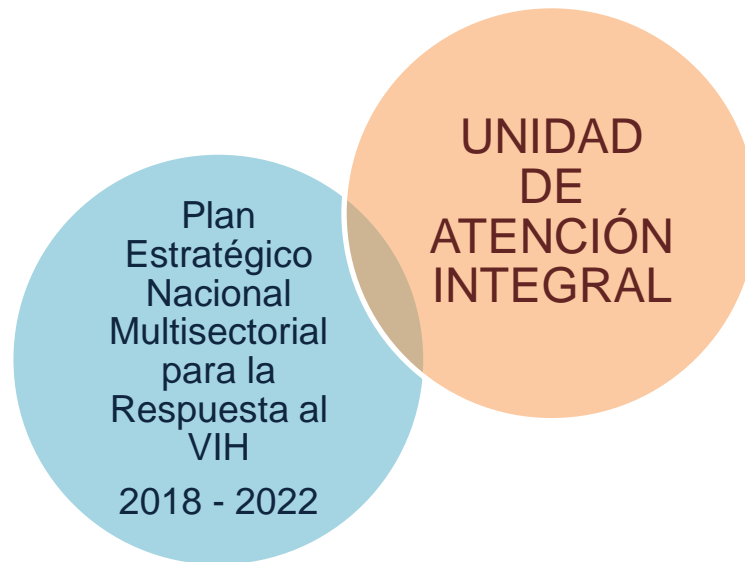 Plan
Estratégico
Nacional
Multisectorial
para la
Respuesta al
VIH
2018 - 2022
UNIDAD
DE
ATENCIÓN
INTEGRAL